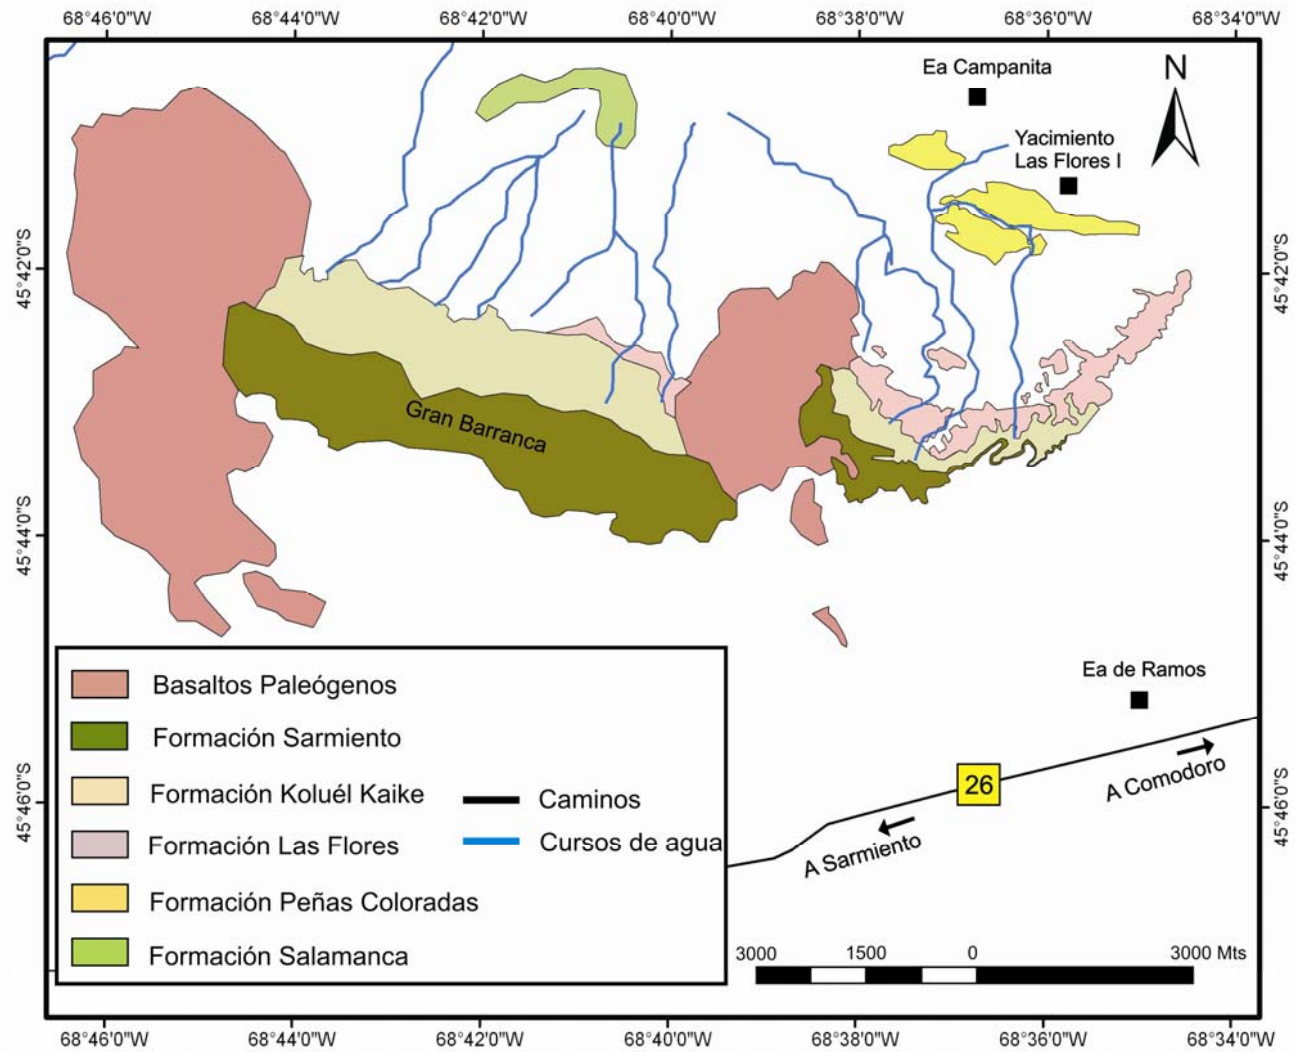 68°46'0"W 68°44'0"W 68°42'0"W 68°40'0"W 68°38'0"W 68°36'0"W 68°34'0"W
Ea Campanita
N
Yacimiento
Las Flores I
45°42'0"S
45°42'0"S
Gran Barranca
45°44'0"S
45°44'0"S
Ea de Ramos
Basaltos Paleógenos
Formación Sarmiento
Formación Koluél Kaike
Formación Las Flores
Formación Peñas Coloradas
Formación Salamanca
Caminos
Cursos de agua
26
A Comodoro
A Sarmiento
45°46'0"S
45°46'0"S
3000 1500 0 3000 Mts
68°46'0"W 68°44'0"W 68°42'0"W 68°40'0"W 68°38'0"W 68°36'0"W 68°34'0"W